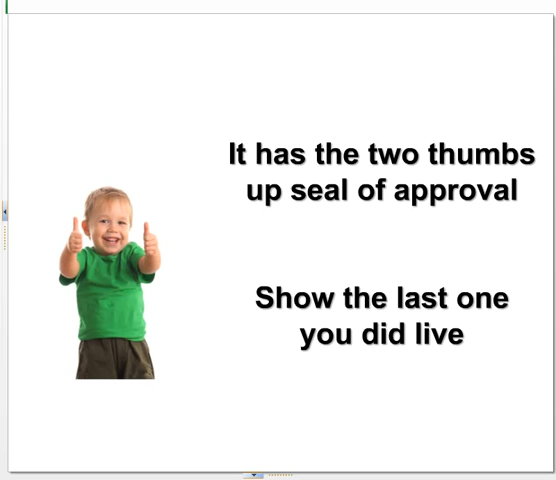 It has the two thumbs
up seal of approval
Show the last one
you did live